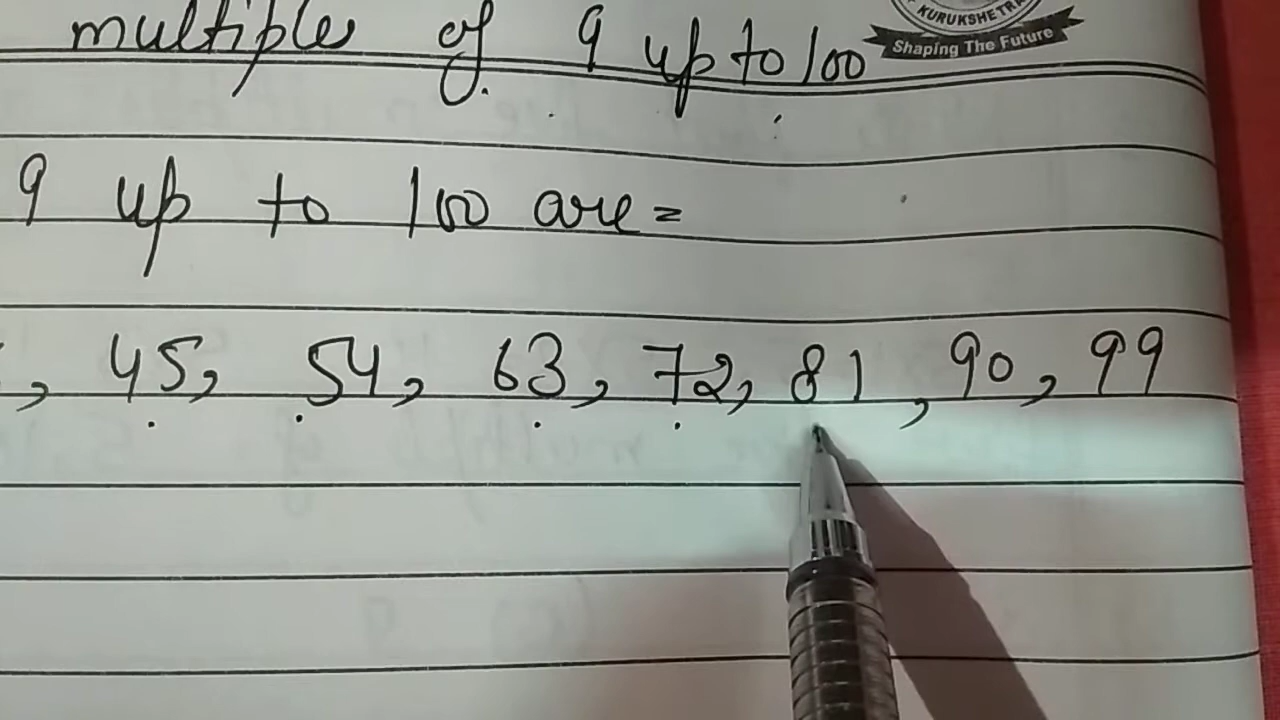 KURUKSHETRA
Shaping The Future
multiple of 9 up to 100
9 up to 100 are =
, 45, 54, 63, 72, 81, 90, 99